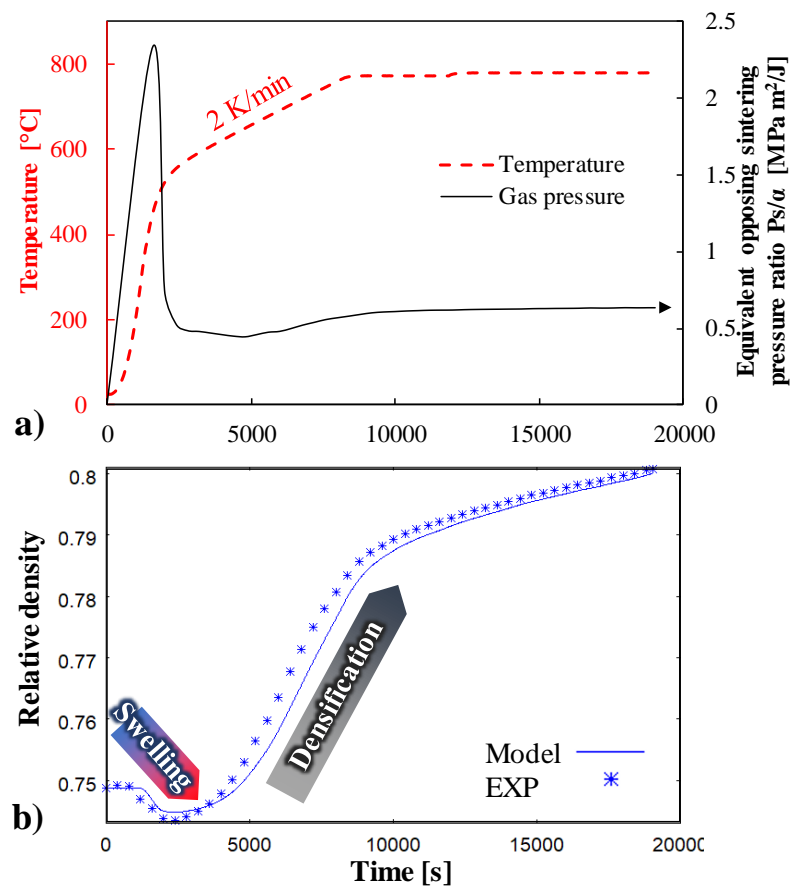 2.5
800
2
600
1.5
400
1
200
0.5
0
0
0
5000
10000
15000
20000
Temperature [°C]
2 K/min
Temperature
Gas pressure
Equivalent opposing sintering
pressure ratio Ps/α [MPa m²/J]
a)
0.8
0.79
0.78
0.77
0.76
0.75
Relative density
Swelling
Densification
Model
EXP
b)
0
5000
10000
15000
2000
Time [s]